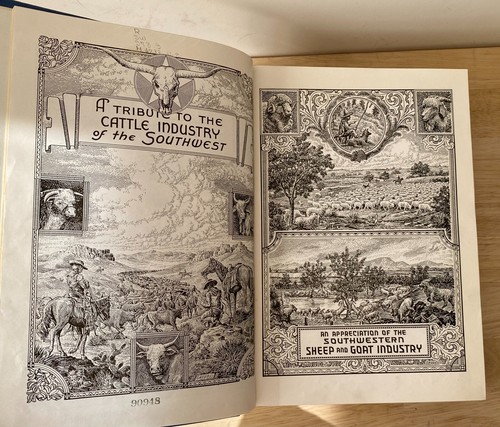 A TRIBUTE TO THE
CATTLE INDUSTRY
of the SOUTHWEST
90948
AN APPRECIATION OF THE
SOUTHWESTERN
SHEEP AND GOAT INDUSTRY